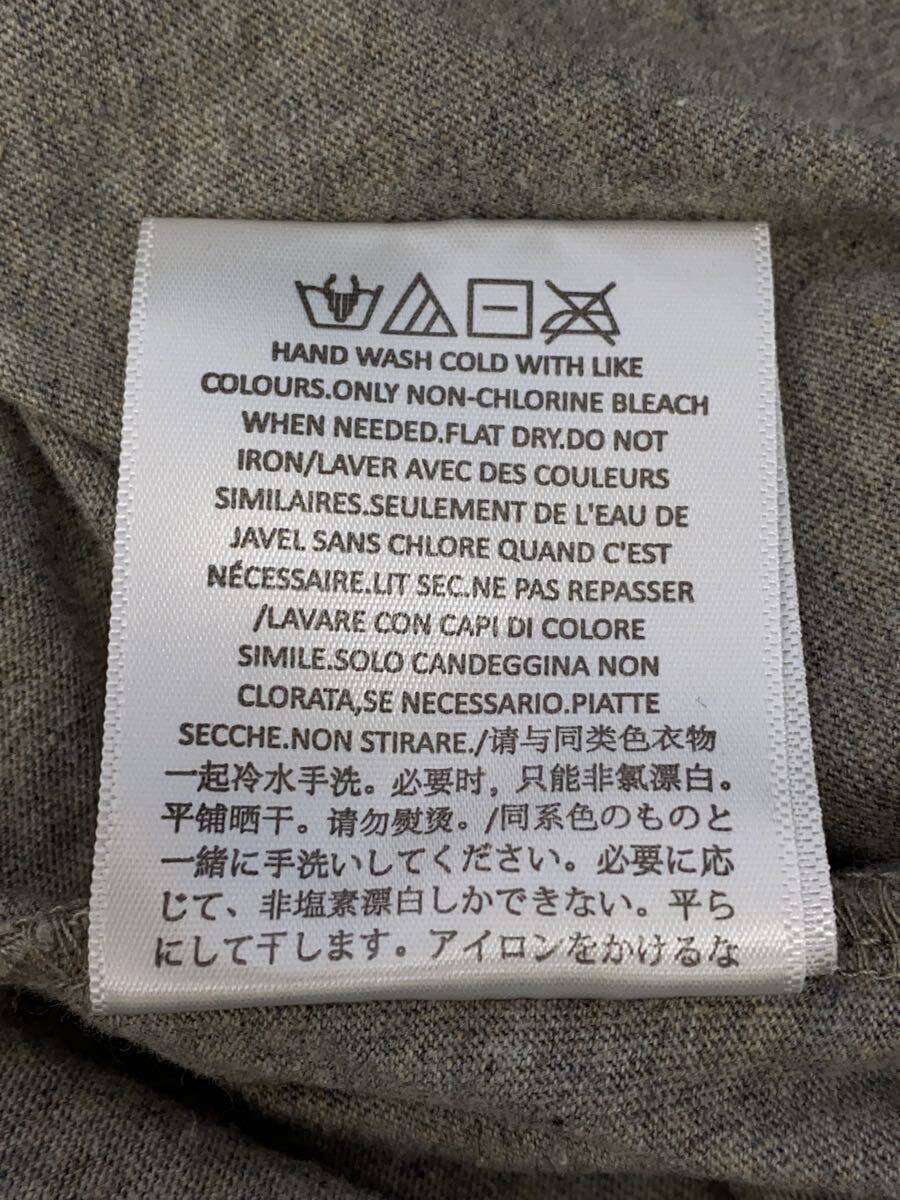 HAND WASH COLD WITH LIKE
COLOURS.ONLY NON-CHLORINE BLEACH
WHEN NEEDED.FLAT DRY.DO NOT
IRON/LAVER AVEC DES COULEURS
SIMILAIRES.SEULEMENT DE L'EAU DE
JAVEL SANS CHLORE QUAND C'EST
NÉCESSAIRE.LIT SEC.NE PAS REPASSER
/LAVARE CON CAPI DI COLORE
SIMILE.SOLO CANDEGGINA NON
CLORATA,SE NECESSARIO.PIATTE
SECCHE.NON STIRARE./请与同类色衣物
一起冷水手洗。必要时，只能非氯漂白。
平铺晒干。请勿熨烫。/同系色のものと
一緒に手洗いしてください。必要に応
じて、非塩素漂白しかできない。平ら
にして干します。アイロンをかけるな